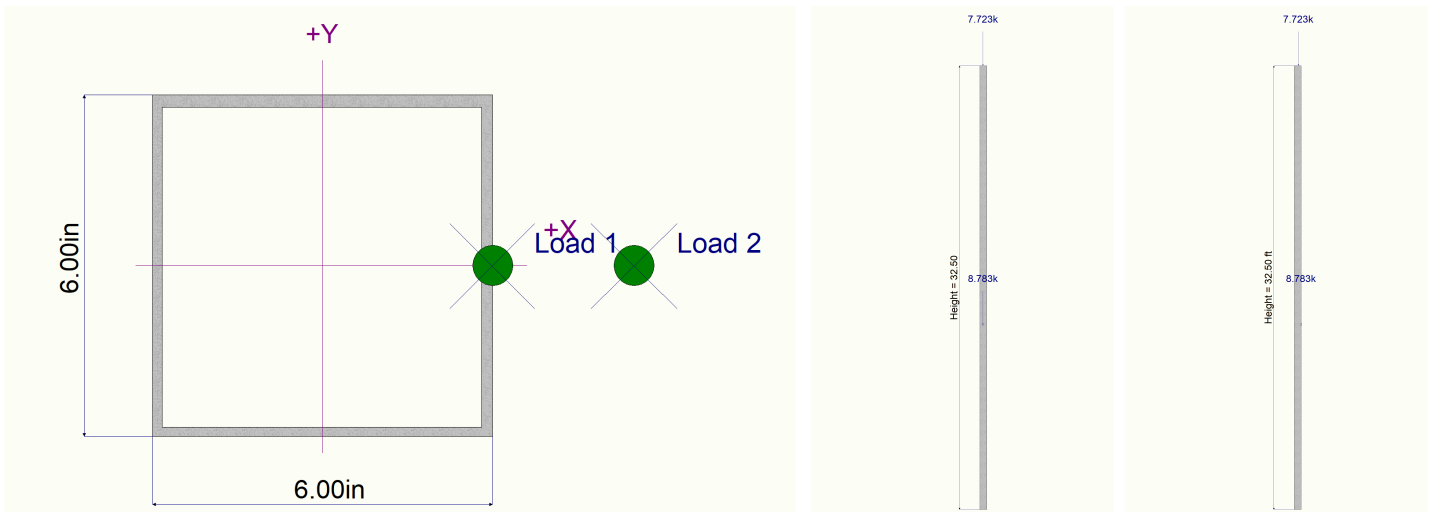 +Y
6.00in
+X
Load 1
Load 2
6.00in
7.723k
Height = 32.50
8.783k
7.723k
Height = 32.50 ft
8.783k